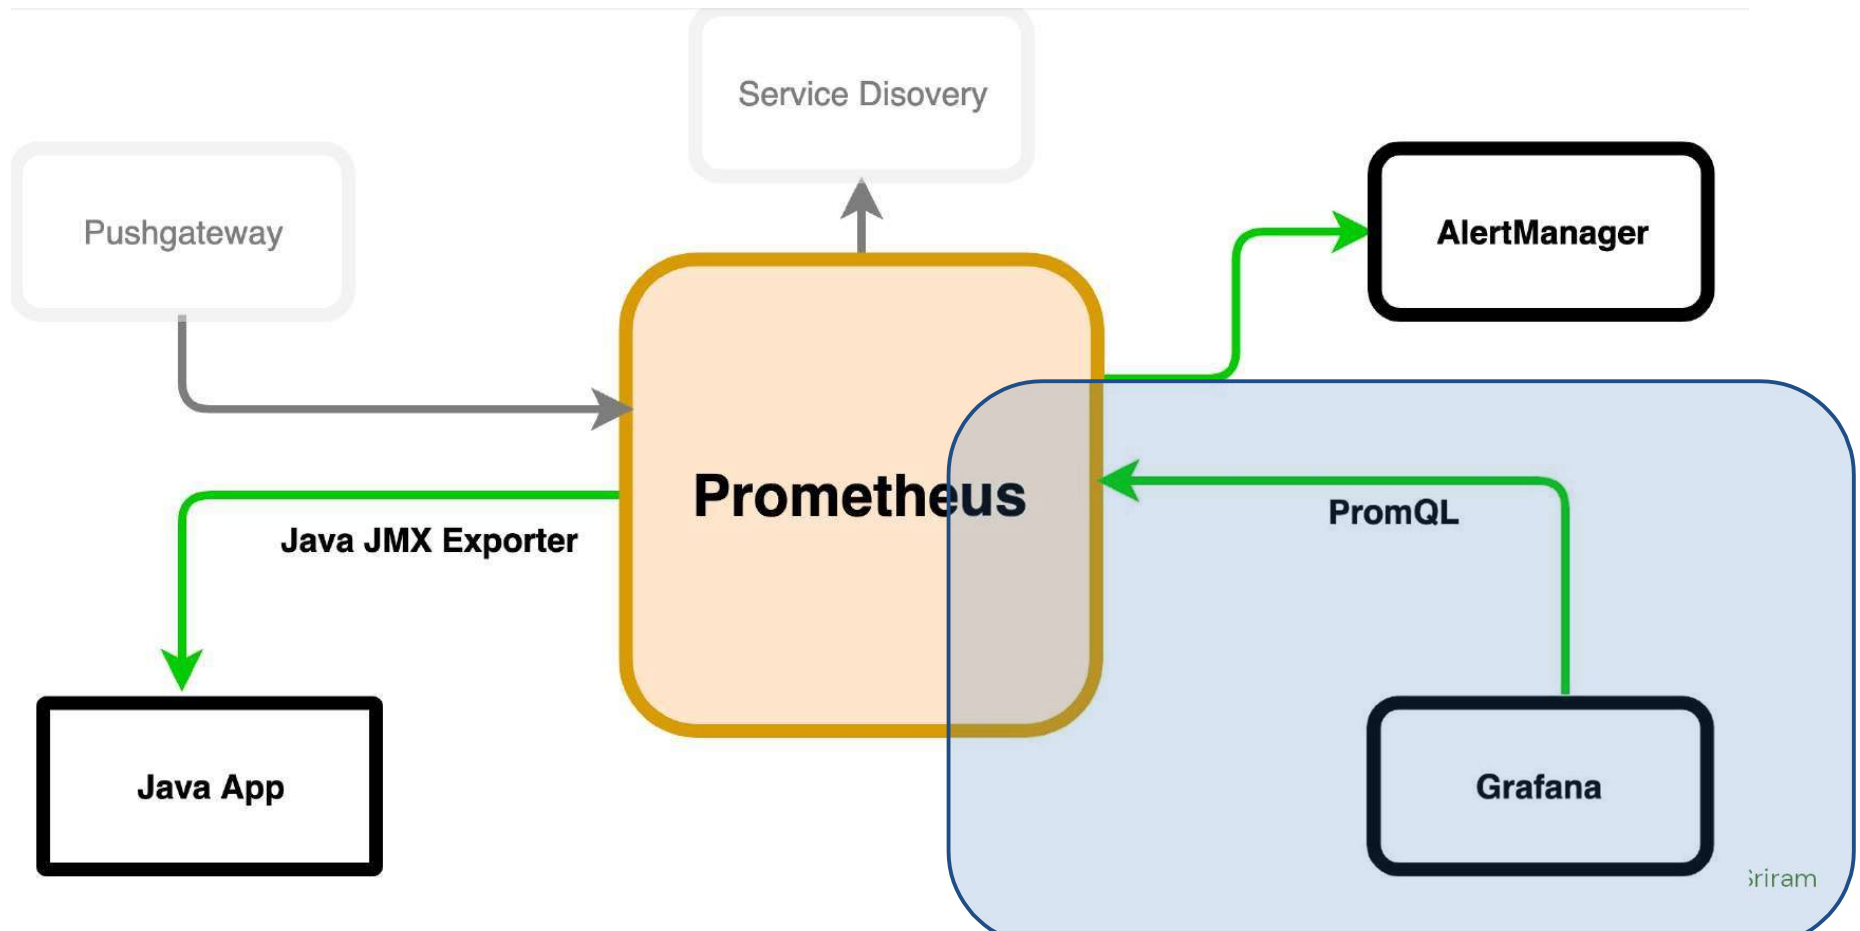 Service Disovery
Pushgateway
AlertManager
Prometheus
PromQL
Java JMX Exporter
Java App
Grafana